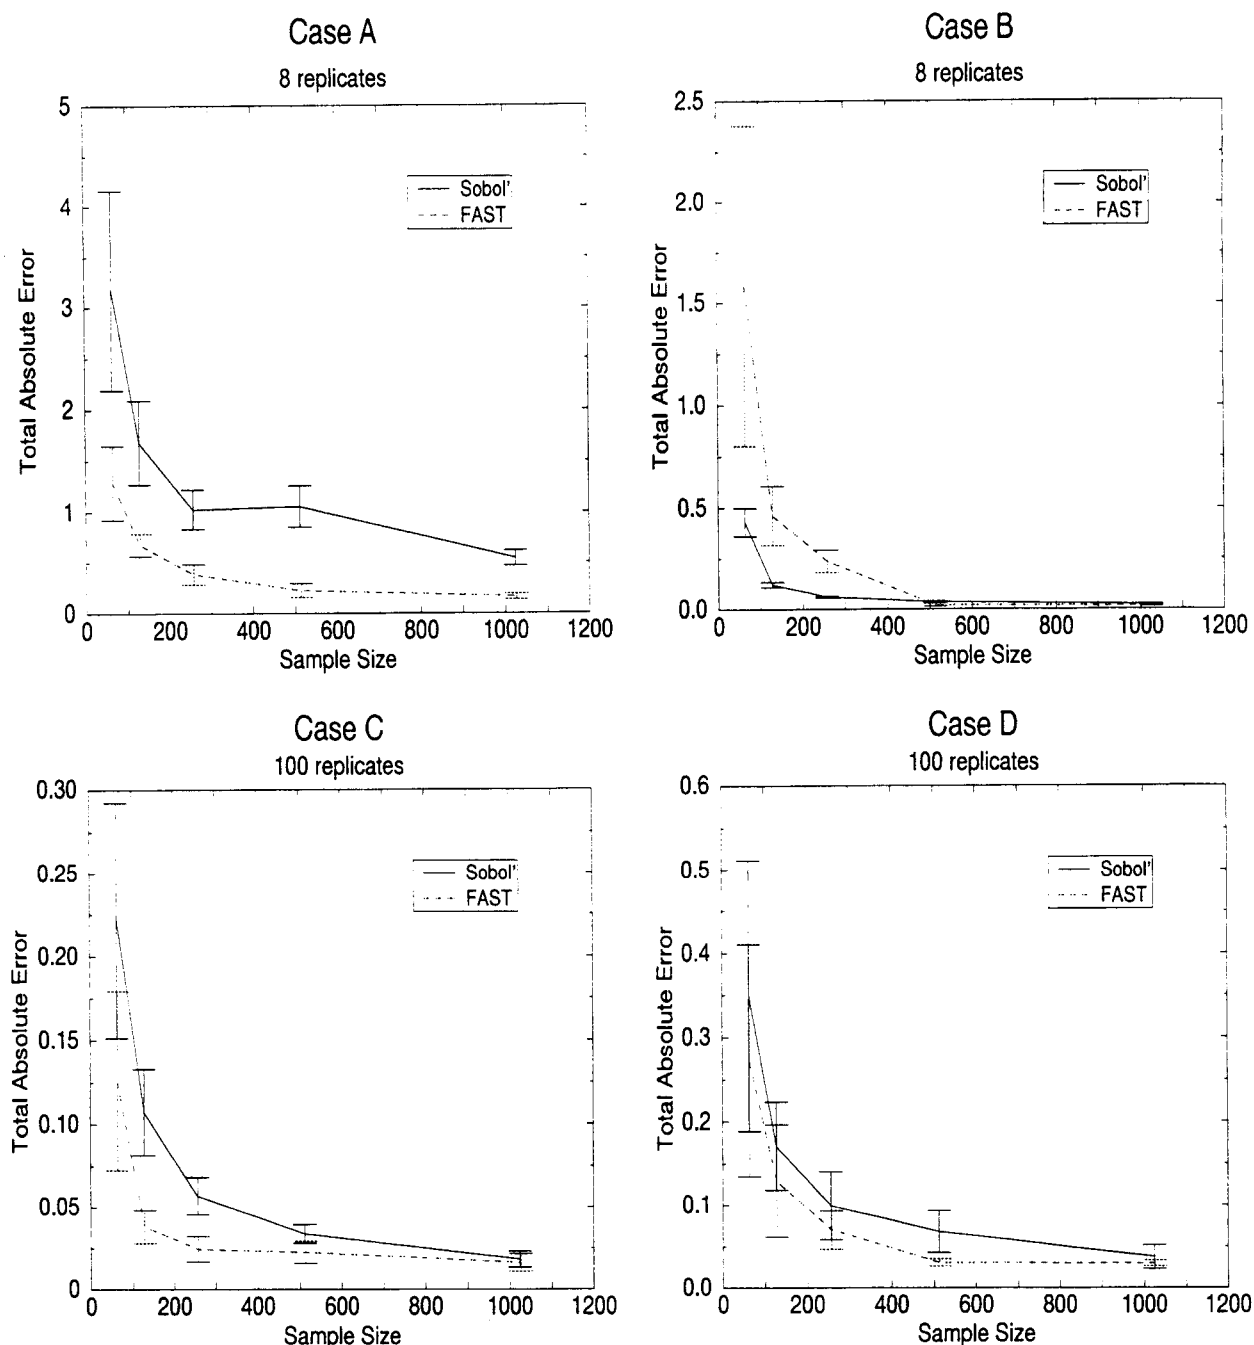 Case A
8 replicates
Total Absolute Error
5
4
3
2
1
0
Sobol'
FAST
0 200 400 600 800 1000 1200
Sample Size
Case B
8 replicates
Total Absolute Error
2.5
2.0
1.5
1.0
0.5
0.0
Sobol'
FAST
0 200 400 600 800 1000 1200
Sample Size
Case C
100 replicates
Total Absolute Error
0.30
0.25
0.20
0.15
0.10
0.05
0
Sobol'
FAST
0 200 400 600 800 1000 1200
Sample Size
Case D
100 replicates
Total Absolute Error
0.6
0.5
0.4
0.3
0.2
0.1
0.0
Sobol'
FAST
0 200 400 600 800 1000 1200
Sample Size